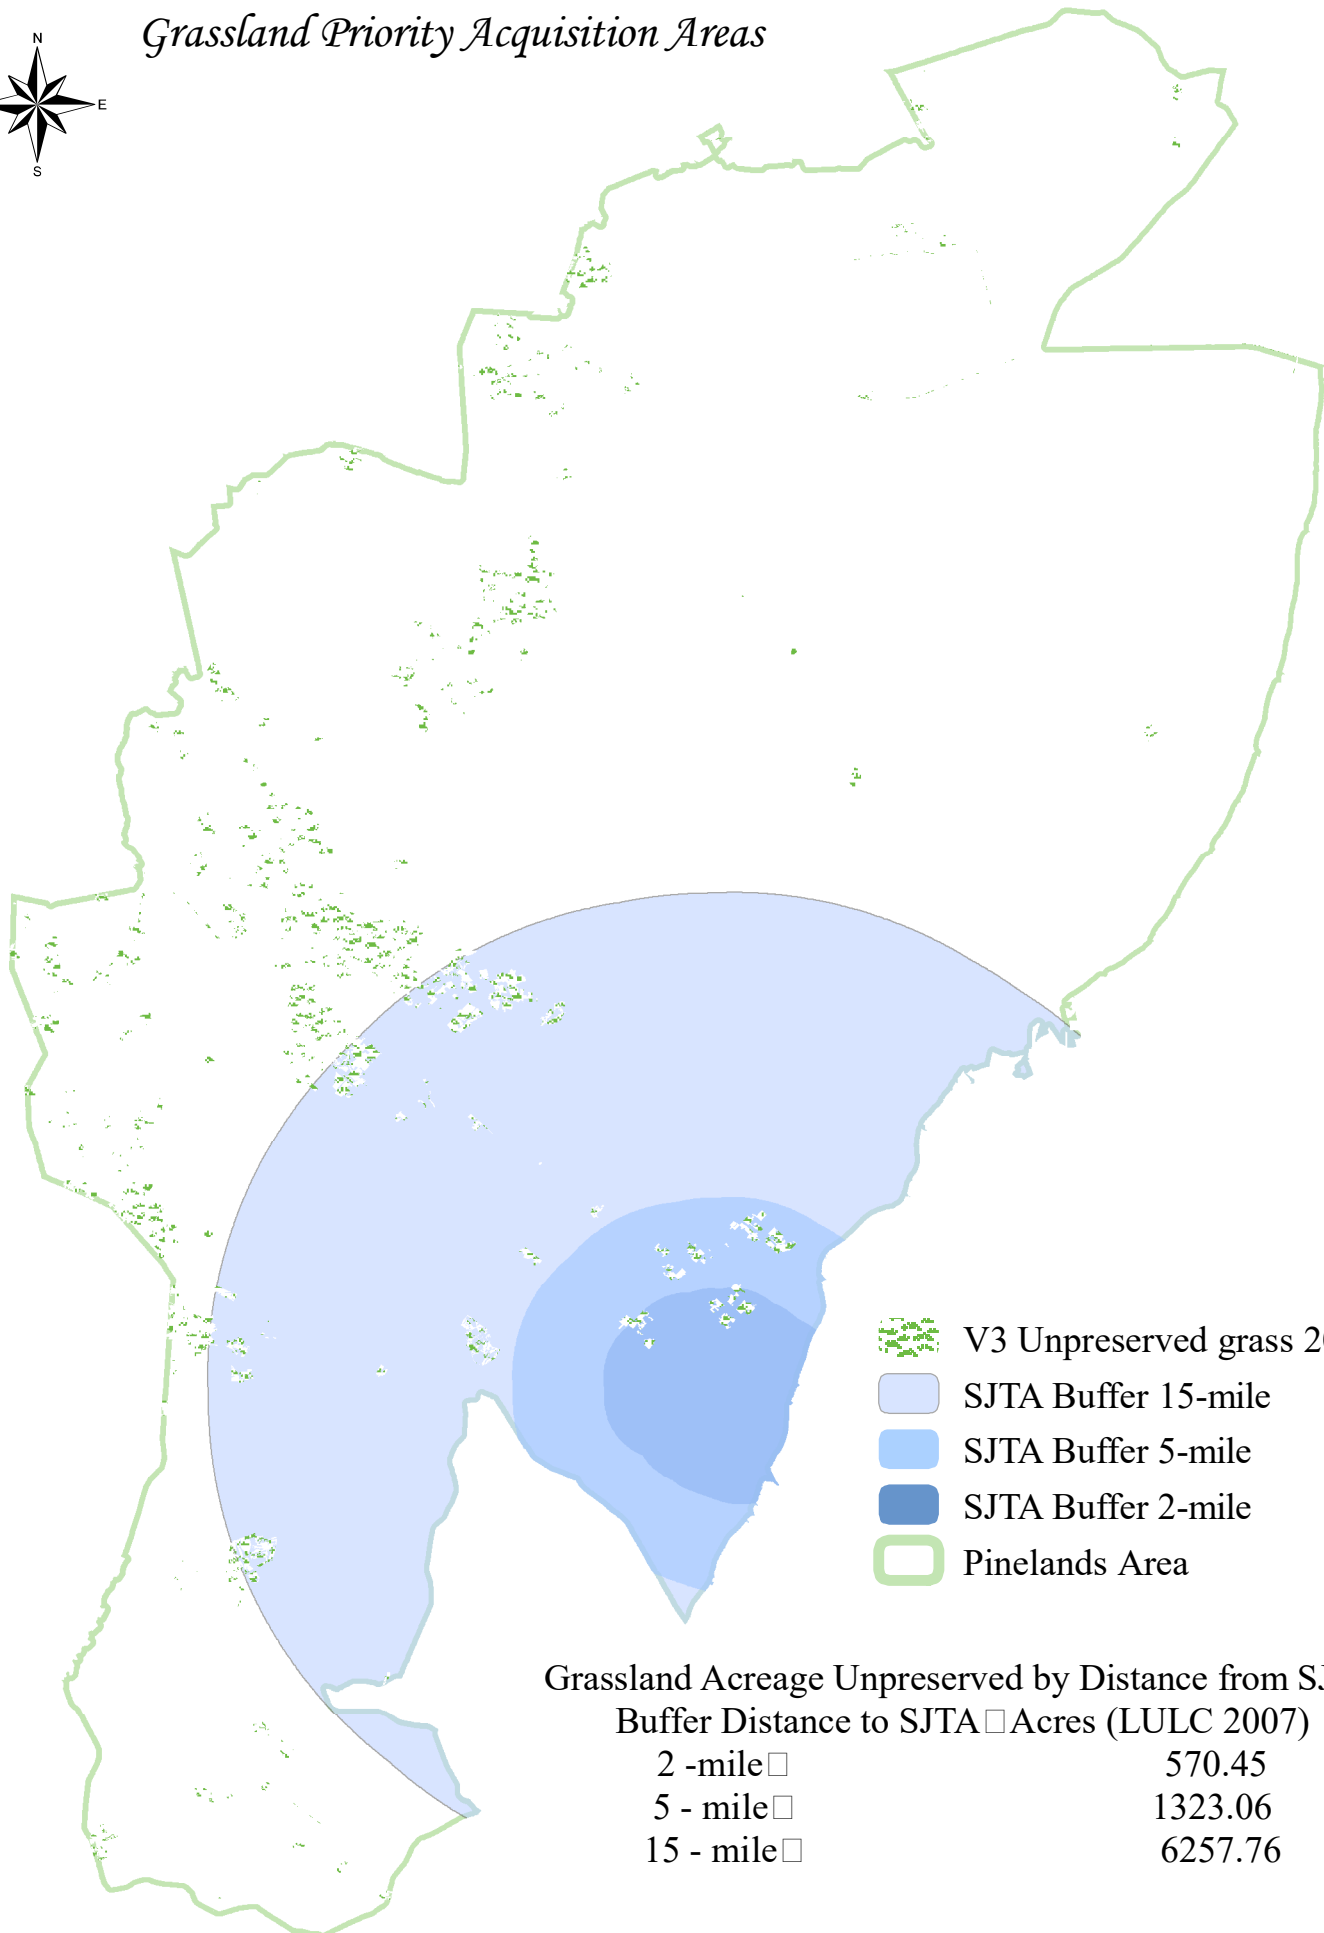 Grassland Priority Acquisition Areas
N
E
S
V3 Unpreserved grass
SJTA Buffer 15-mile
SJTA Buffer 5-mile
SJTA Buffer 2-mile
Pinelands Area
Grassland Acreage Unpreserved by Distance from
Buffer Distance to SJTA□Acres (LULC 2007)
2 -mile□ 570.45
5 - mile□ 1323.06
15 - mile□ 6257.76